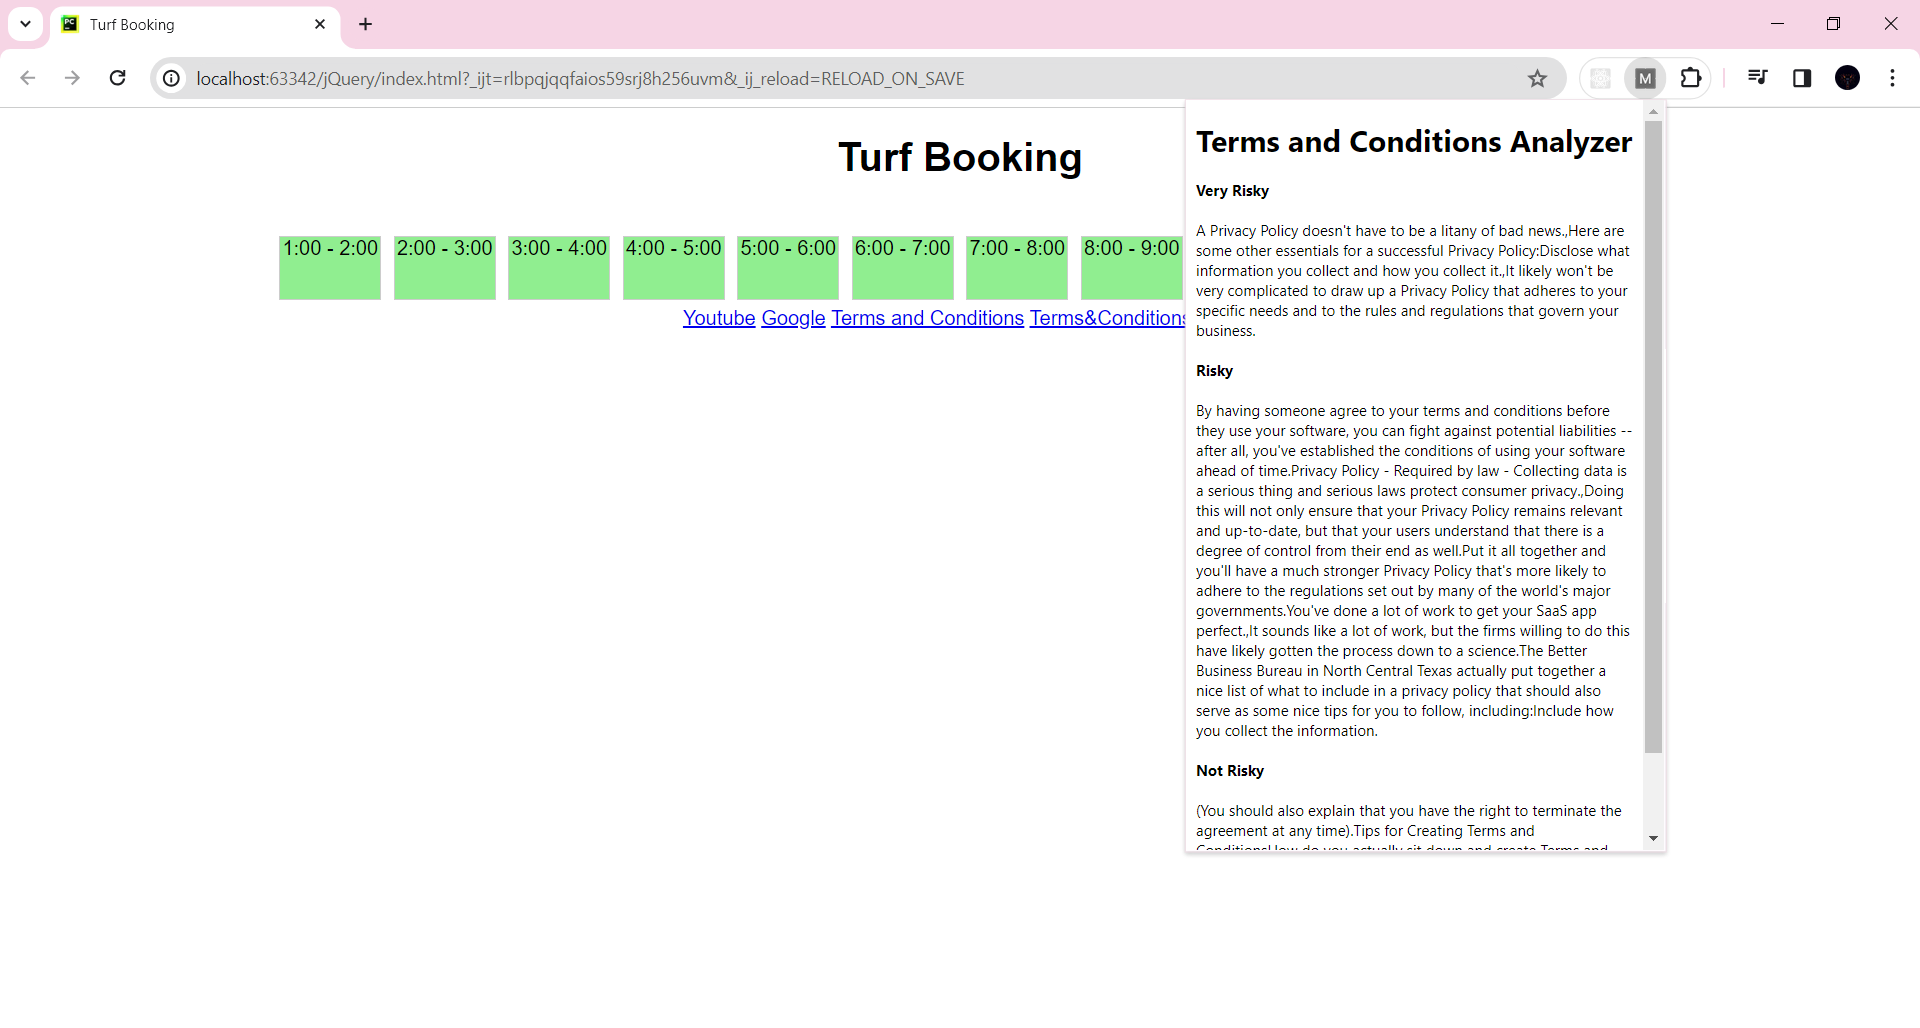 Turf Booking
localhost:63342/jQuery/index.html?_ijt=rlbpqjqqfaios59srj8h256uvm&_ij_reload=RELOAD_ON_SAVE
M
Turf Booking
1:00 - 2:00 2:00 - 3:00 3:00 - 4:00 4:00 - 5:00 5:00 - 6:00 6:00 - 7:00 7:00 - 8:00 8:00 - 9:00
Youtube Google Terms and Conditions Terms&Conditions
Terms and Conditions Analyzer
Very Risky
A Privacy Policy doesn't have to be a litany of bad news.,Here are
some other essentials for a successful Privacy Policy:Disclose what
information you collect and how you collect it.,It likely won't be
very complicated to draw up a Privacy Policy that adheres to your
specific needs and to the rules and regulations that govern your
business.
Risky
By having someone agree to your terms and conditions before
they use your software, you can fight against potential liabilities --
after all, you've established the conditions of using your software
ahead of time.Privacy Policy - Required by law - Collecting data is
a serious thing and serious laws protect consumer privacy.,Doing
this will not only ensure that your Privacy Policy remains relevant
and up-to-date, but that your users understand that there is a
degree of control from their end as well.Put it all together and
you'll have a much stronger Privacy Policy that's more likely to
adhere to the regulations set out by many of the world's major
governments.You've done a lot of work to get your SaaS app
perfect.,It sounds like a lot of work, but the firms willing to do this
have likely gotten the process down to a science.The Better
Business Bureau in North Central Texas actually put together a
nice list of what to include in a privacy policy that should also
serve as some nice tips for you to follow, including:Include how
you collect the information.
Not Risky
(You should also explain that you have the right to terminate the
agreement at any time).Tips for Creating Terms and
ConditionsHow do you actually sit down and create Terms and